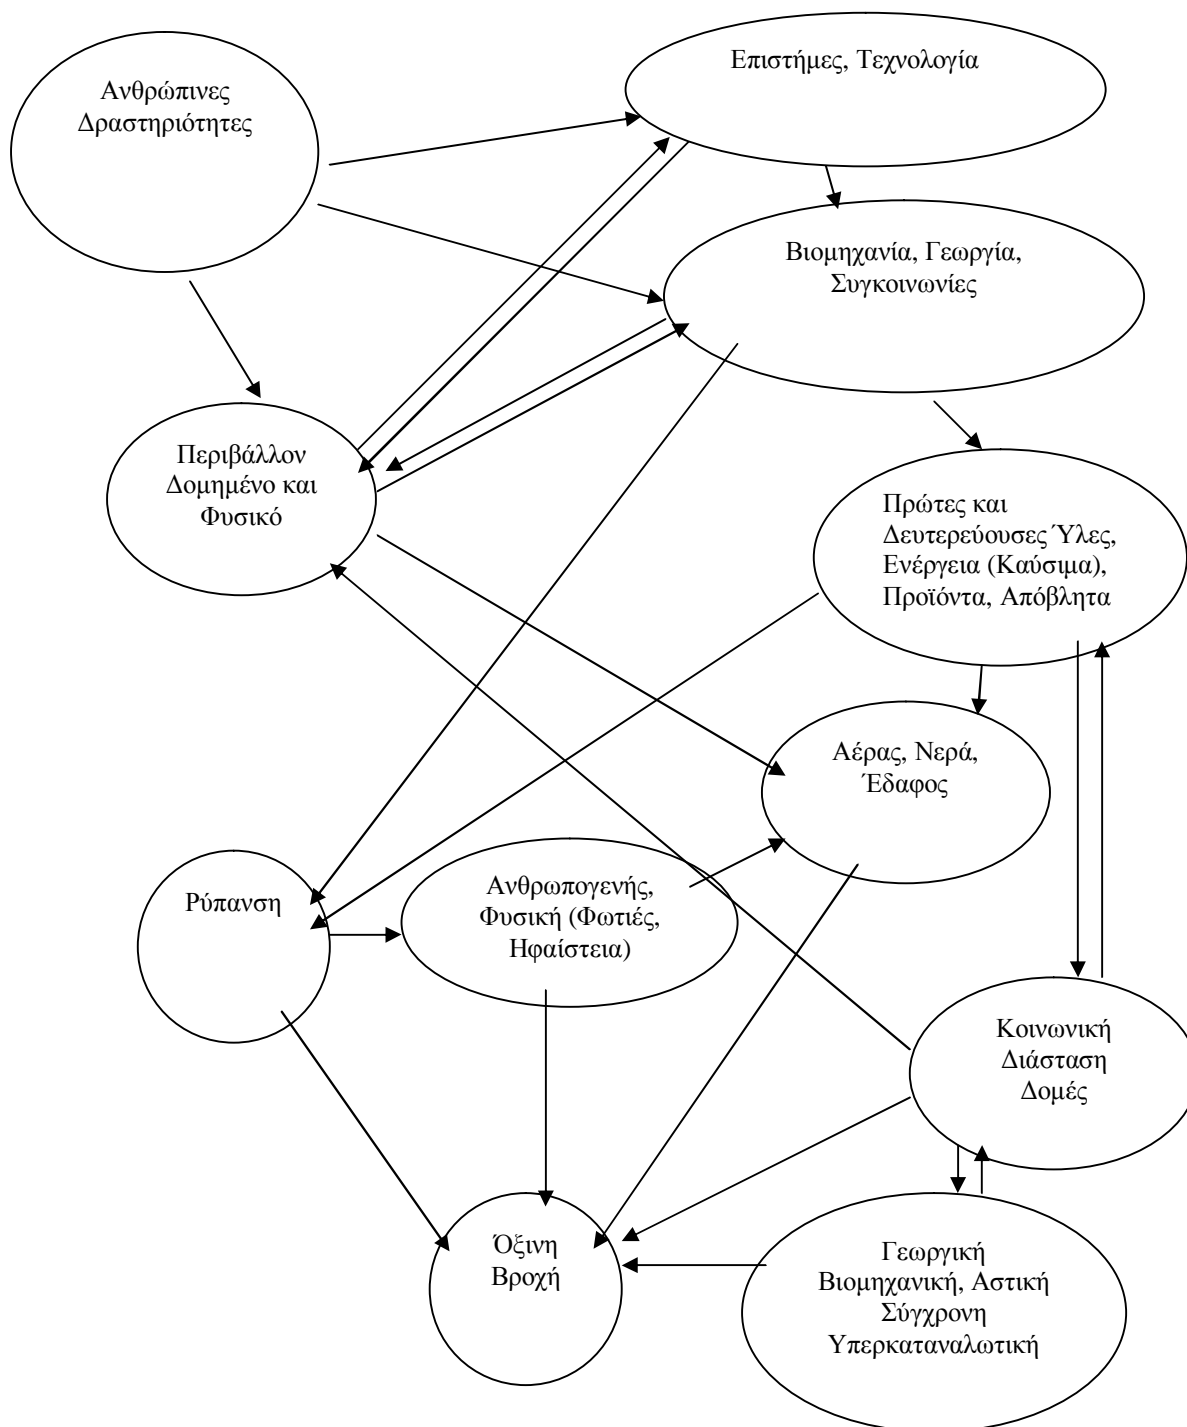 Επιστήμες, Τεχνολογία
Ανθρώπινες
Δραστηριότητες
Βιομηχανία, Γεωργία,
Συγκοινωνίες
Περιβάλλον
Δομημένο και
Φυσικό
Πρώτες και
Δευτερεύουσες Ύλες,
Ενέργεια (Καύσιμα),
Προϊόντα, Απόβλητα
Αέρας, Νερά,
Έδαφος
Ρύπανση
Ανθρωπογενής,
Φυσική (Φωτιές,
Ηφαίστεια)
Κοινωνική
Διάσταση
Δομές
Όξινη
Βροχή
Γεωργική
Βιομηχανική, Αστική
Σύγχρονη
Υπερκαταναλωτική